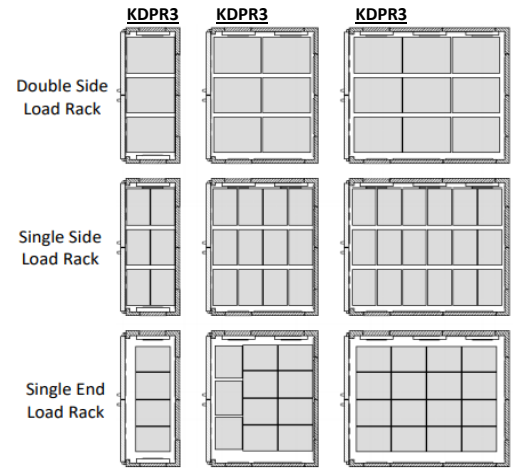 KDPR3 KDPR3 KDPR3
Double Side
Load Rack
Single Side
Load Rack
Single End
Load Rack